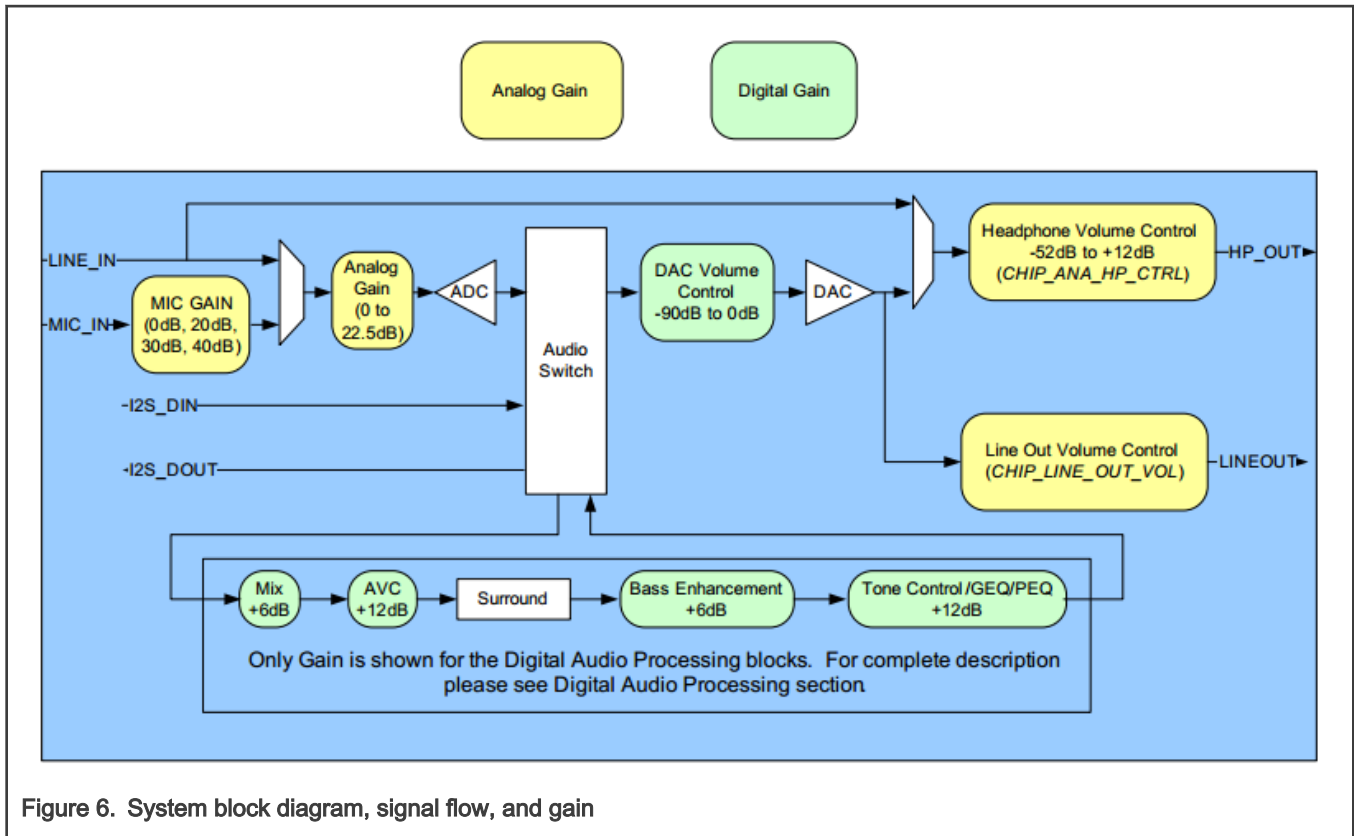 Analog Gain
Digital Gain
LINE_IN
MIC_IN
MIC GAIN
(0dB, 20dB,
30dB, 40dB)
Analog
Gain
(0 to
22.5dB)
ADC
Audio
Switch
DAC Volume
Control
-90dB to 0dB
DAC
Headphone Volume Control
-52dB to +12dB
(CHIP_ANA_HP_CTRL)
HP_OUT
I2S_DIN
I2S_DOUT
Line Out Volume Control
(CHIP_LINE_OUT_VOL)
LINEOUT
Mix
+6dB
AVC
+12dB
Surround
Bass Enhancement
+6dB
Tone Control/GEQ/PEQ
+12dB
Only Gain is shown for the Digital Audio Processing blocks. For complete description
please see Digital Audio Processing section.
Figure 6. System block diagram, signal flow, and gain